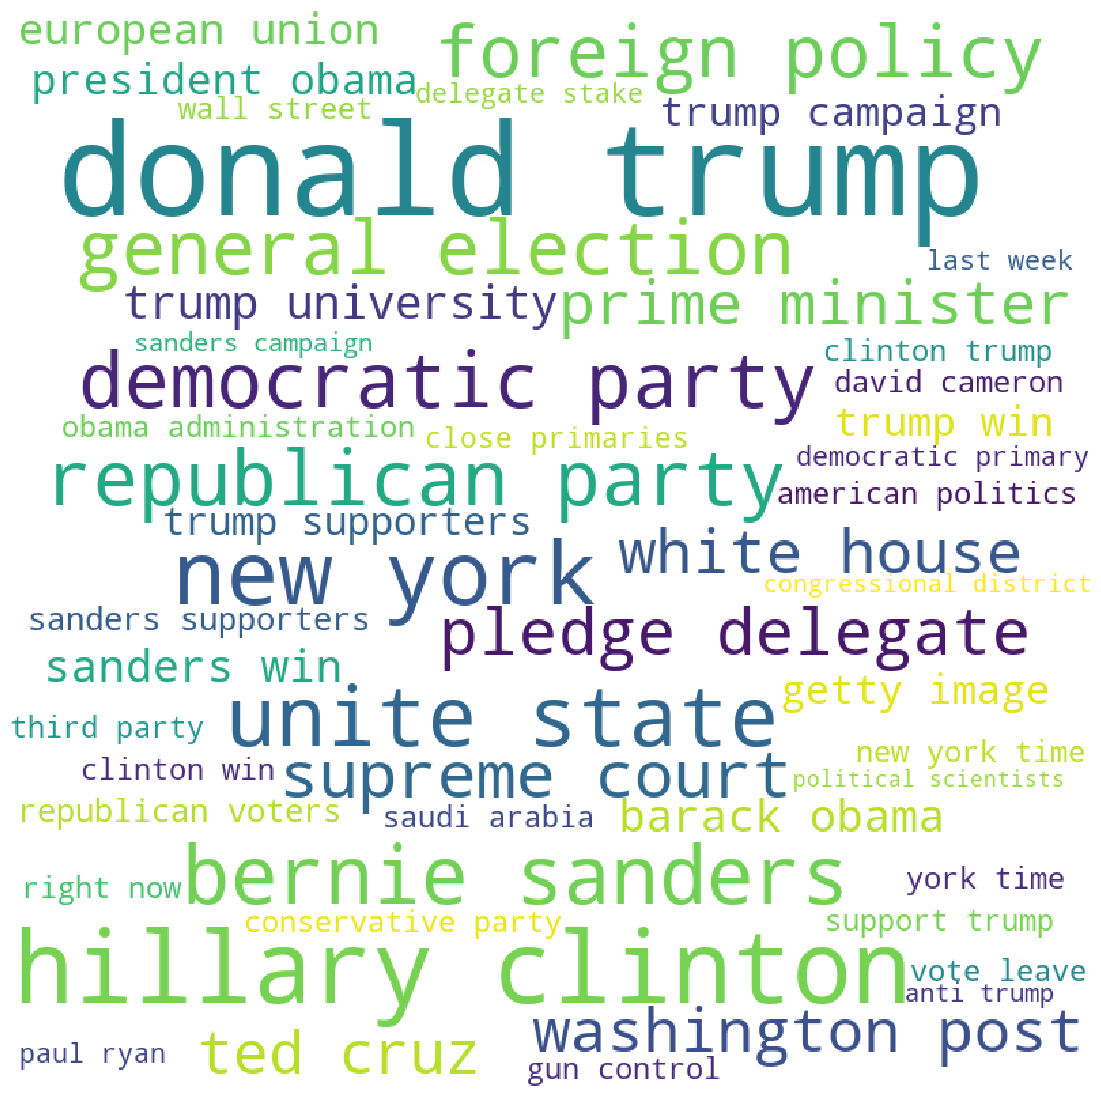 european union
foreign policy
president obama
delegate stake
wall street
trump campaign
donald trump
general election
last week
trump university
prime minister
sanders campaign
clinton trump
democratic party
david cameron
obama administration
close primaries
trump win
republican party
democratic primary
american politics
trump supporters
new york
white house
congressional district
sanders supporters
pledge delegate
sanders win
getty image
unite state
third party
clinton win
supreme court
new york time
political scientists
republican voters
saudi arabia
barack obama
bernie sanders
right now
york time
conservative party
support trump
hillary clinton
vote leave
anti trump
washington post
paul ryan
ted cruz
gun control